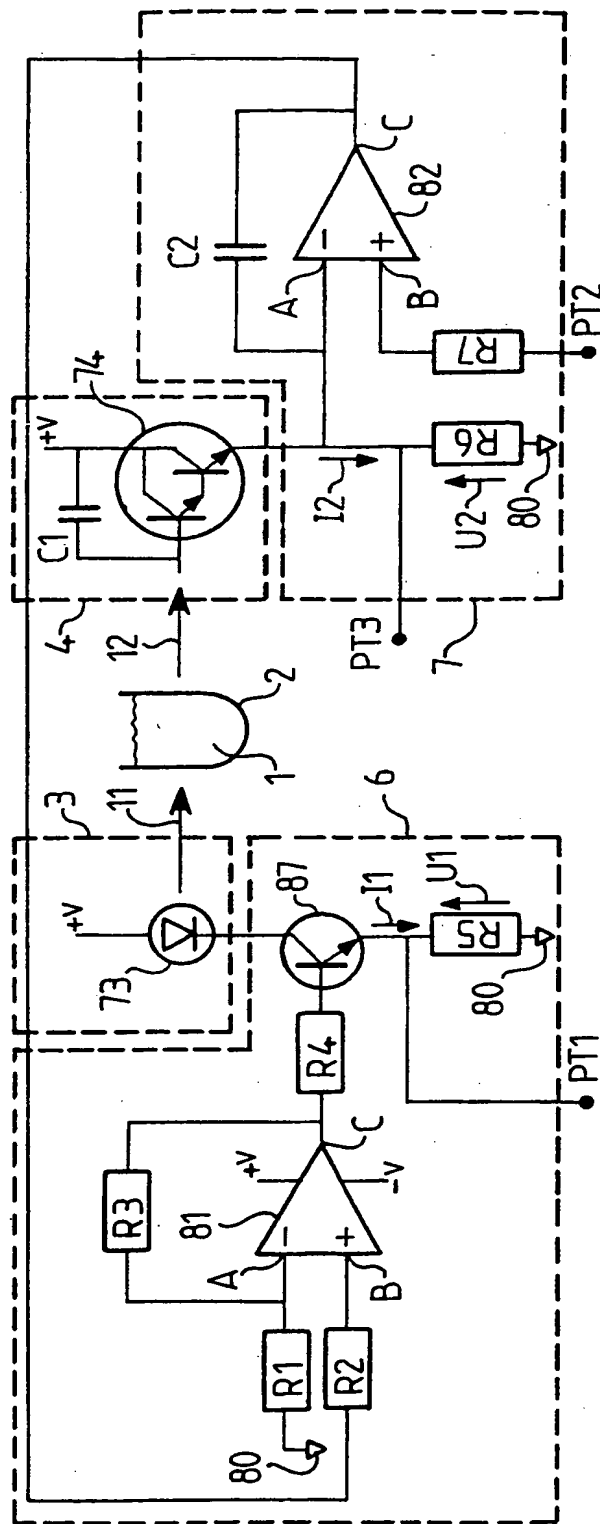 3
11
+V
73
87
I1
U1
R5
80
PT1
6
R4
R3
81
+V
-V
A
B
C
-
+
R1
R2
80
1
2
4
12
C1
+V
74
I2
U2
R6
80
PT3
7
C2
A
B
C
-
+
82
R7
PT2